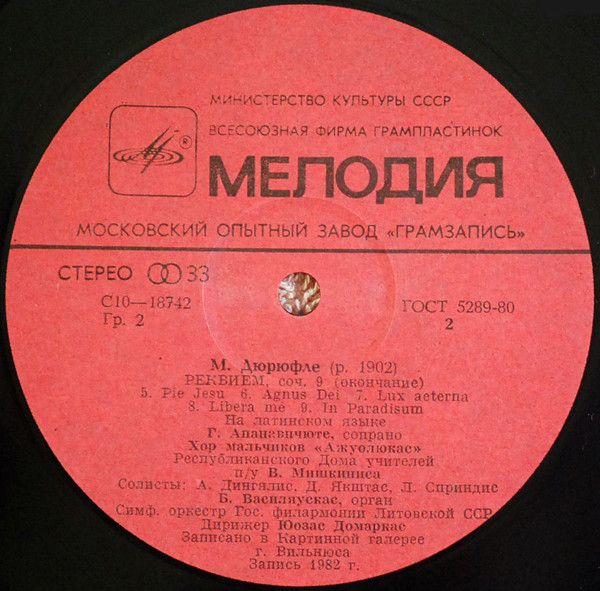 МИНИСТЕРСТВО КУЛЬТУРЫ СССР
ВСЕСОЮЗНАЯ ФИРМА ГРАМПЛАСТИНОК
®
МЕЛОДИЯ
МОСКОВСКИЙ ОПЫТНЫЙ ЗАВОД «ГРАМЗАПИСЬ»
СТЕРЕО 33
С10—18742
Гр. 2
ГОСТ 5289-80
2
М. Дюрюфле (р. 1902)
РЕКВИЕМ, соч. 9 (окончание)
5. Pie Jesu 6. Agnus Dei 7. Lux aeterna
8. Libera me 9. In Paradisum
На латинском языке
Г. Апанавичюте, сопрано
Хор мальчиков «Ажуолюкас»
Республиканского Дома учителей
п/у В. Мишкиниса
Солисты: А. Дингялис, Д. Якштас, Л. Сприндис
Б. Василяускас, орган
Симф. оркестр Гос. филармонии Литовской ССР
Дирижер Юозас Домаркас
Записано в Картинной галерее
г. Вильнюса
Запись 1982 г.